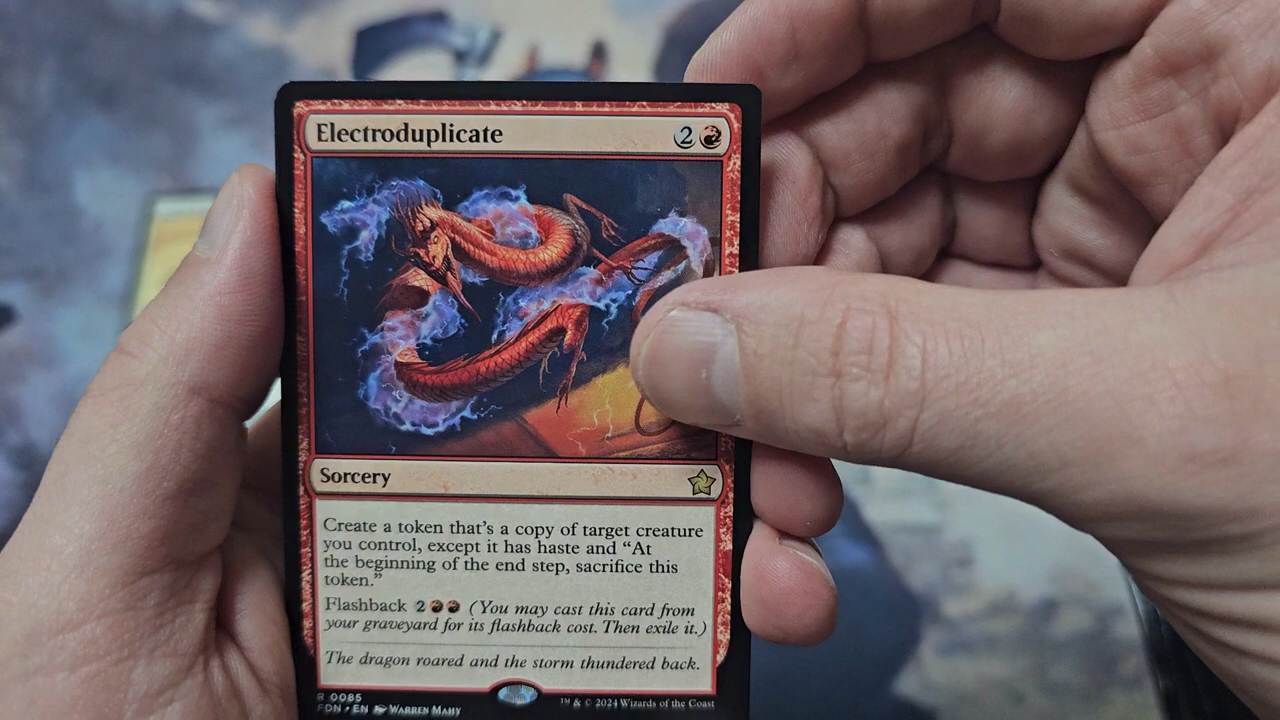 Electroduplicate 2
Sorcery
Create a token that's a copy of target creature
you control, except it has haste and “At
the beginning of the end step, sacrifice this
token.”
Flashback 2 (You may cast this card from
your graveyard for its flashback cost. Then exile it.)
The dragon roared and the storm thundered back.
R 0085
FDN • EN WARREN MAHY
™ & © 2024 Wizards of the Coast